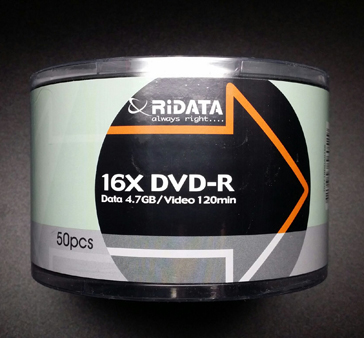 RiDATA
always right....
16X DVD-R
Data 4.7GB/Video 120min
50pcs